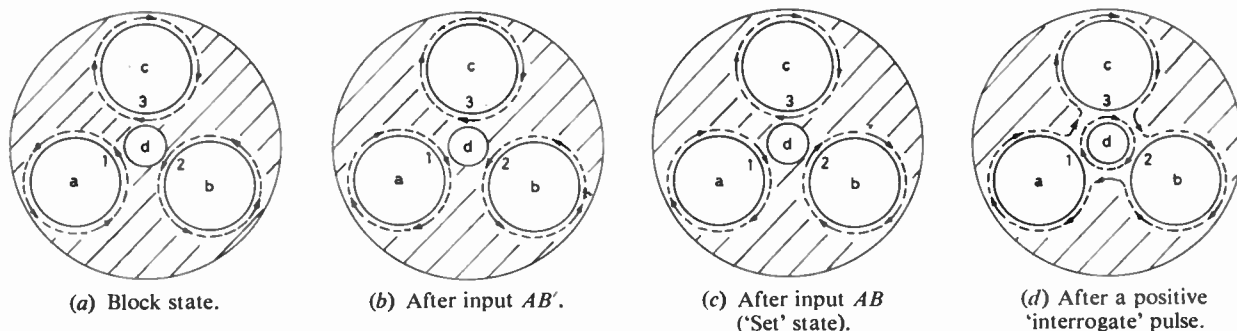 c
3
d
1
2
a
b
c
3
d
1
2
a
b
c
3
d
1
2
a
b
c
3
d
1
2
a
b
(a) Block state.
(b) After input AB′.
(c) After input AB
('Set' state).
(d) After a positive
'interrogate' pulse.